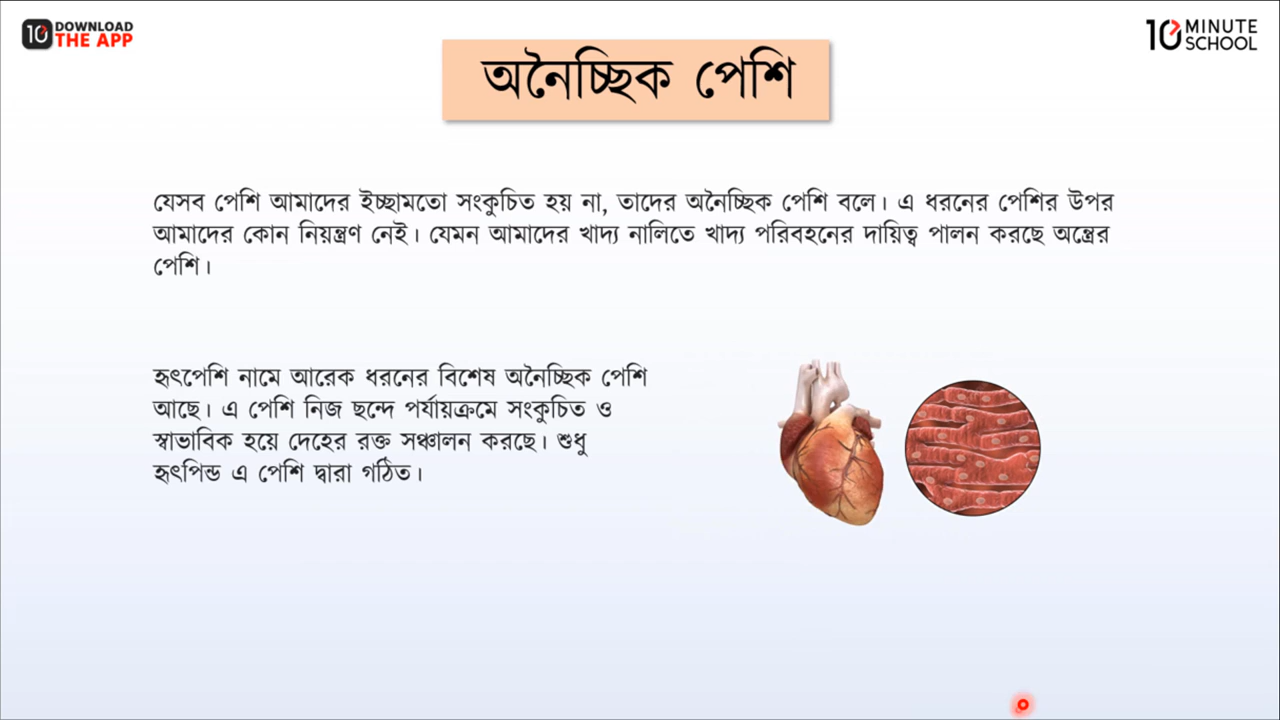 10 DOWNLOAD
THE APP
10 MINUTE
SCHOOL
অনৈচ্ছিক পেশি
যেসব পেশি আমাদের ইচ্ছামতো সংকুচিত হয় না, তাদের অনৈচ্ছিক পেশি বলে। এ ধরনের পেশির উপর
আমাদের কোন নিয়ন্ত্রণ নেই। যেমন আমাদের খাদ্য নালিতে খাদ্য পরিবহনের দায়িত্ব পালন করছে অন্ত্রের
পেশি।
হৃৎপেশি নামে আরেক ধরনের বিশেষ অনৈচ্ছিক পেশি
আছে। এ পেশি নিজ ছন্দে পর্যায়ক্রমে সংকুচিত ও
স্বাভাবিক হয়ে দেহের রক্ত সঞ্চালন করছে। শুধু
হৃৎপিন্ড এ পেশি দ্বারা গঠিত।